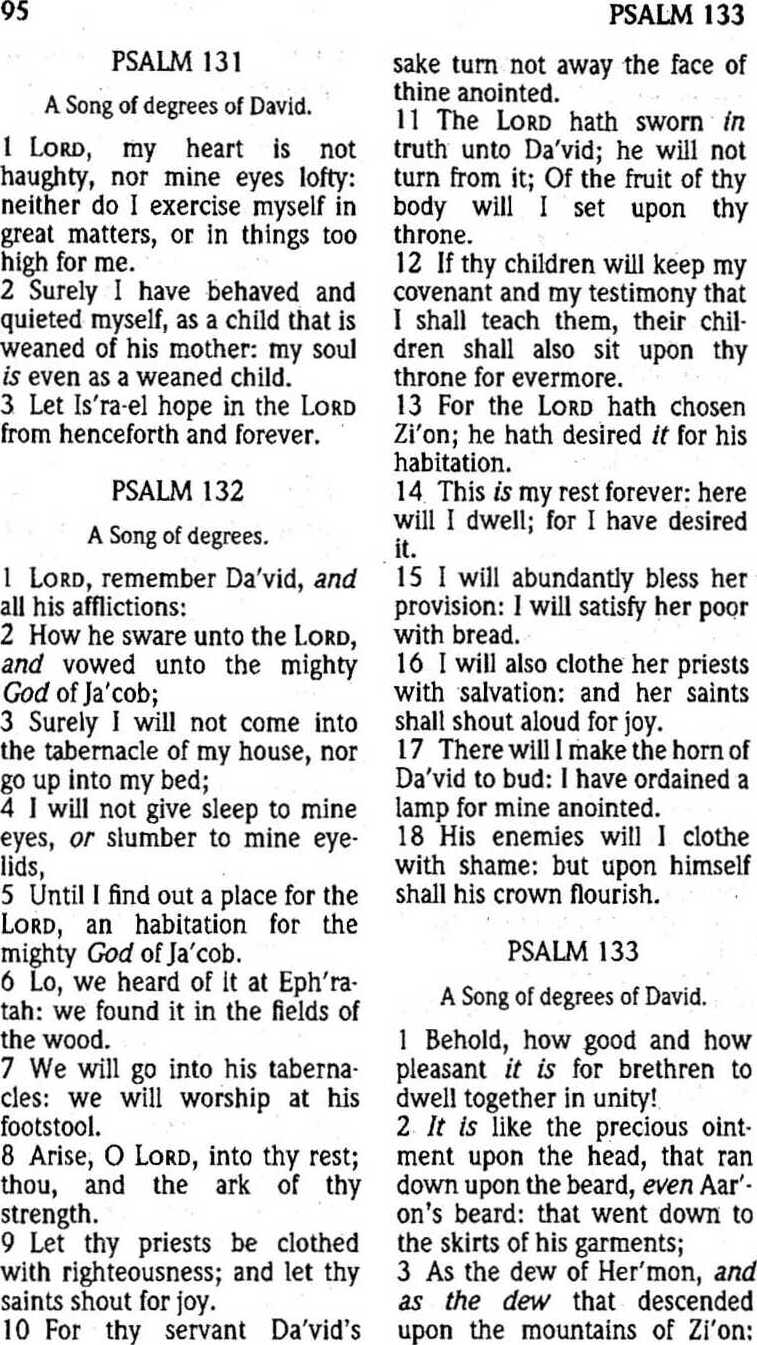 95
PSALM 133
PSALM 131
A Song of degrees of David.
1 LORD, my heart is not
haughty, nor mine eyes lofty:
neither do I exercise myself in
great matters, or in things too
high for me.
2 Surely I have behaved and
quieted myself, as a child that is
weaned of his mother: my soul
is even as a weaned child.
3 Let Is'ra-el hope in the LORD
from henceforth and forever.
PSALM 132
A Song of degrees.
1 LORD, remember Da'vid, and
all his afflictions:
2 How he sware unto the LORD,
and vowed unto the mighty
God of Ja'cob;
3 Surely I will not come into
the tabernacle of my house, nor
go up into my bed;
4 I will not give sleep to mine
eyes, or slumber to mine eye-
lids,
5 Until I find out a place for the
LORD, an habitation for the
mighty God of Ja'cob.
6 Lo, we heard of it at Eph'ra-
tah: we found it in the fields of
the wood.
7 We will go into his taberna-
cles: we will worship at his
footstool.
8 Arise, O LORD, into thy rest;
thou, and the ark of thy
strength.
9 Let thy priests be clothed
with righteousness; and let thy
saints shout for joy.
10 For thy servant Da'vid's
sake turn not away the face of
thine anointed.
11 The LORD hath sworn in
truth unto Da'vid; he will not
turn from it; Of the fruit of thy
body will I set upon thy
throne.
12 If thy children will keep my
covenant and my testimony that
I shall teach them, their chil-
dren shall also sit upon thy
throne for evermore.
13 For the LORD hath chosen
Zi'on; he hath desired it for his
habitation.
14 This is my rest forever: here
will I dwell; for I have desired
it.
15 I will abundantly bless her
provision: I will satisfy her poor
with bread.
16 I will also clothe her priests
with salvation: and her saints
shall shout aloud for joy.
17 There will I make the horn of
Da'vid to bud: I have ordained a
lamp for mine anointed.
18 His enemies will I clothe
with shame: but upon himself
shall his crown flourish.
PSALM 133
A Song of degrees of David.
1 Behold, how good and how
pleasant it is for brethren to
dwell together in unity!
2 It is like the precious oint-
ment upon the head, that ran
down upon the beard, even Aar'-
on's beard: that went down to
the skirts of his garments;
3 As the dew of Her'mon, and
as the dew that descended
upon the mountains of Zi'on: